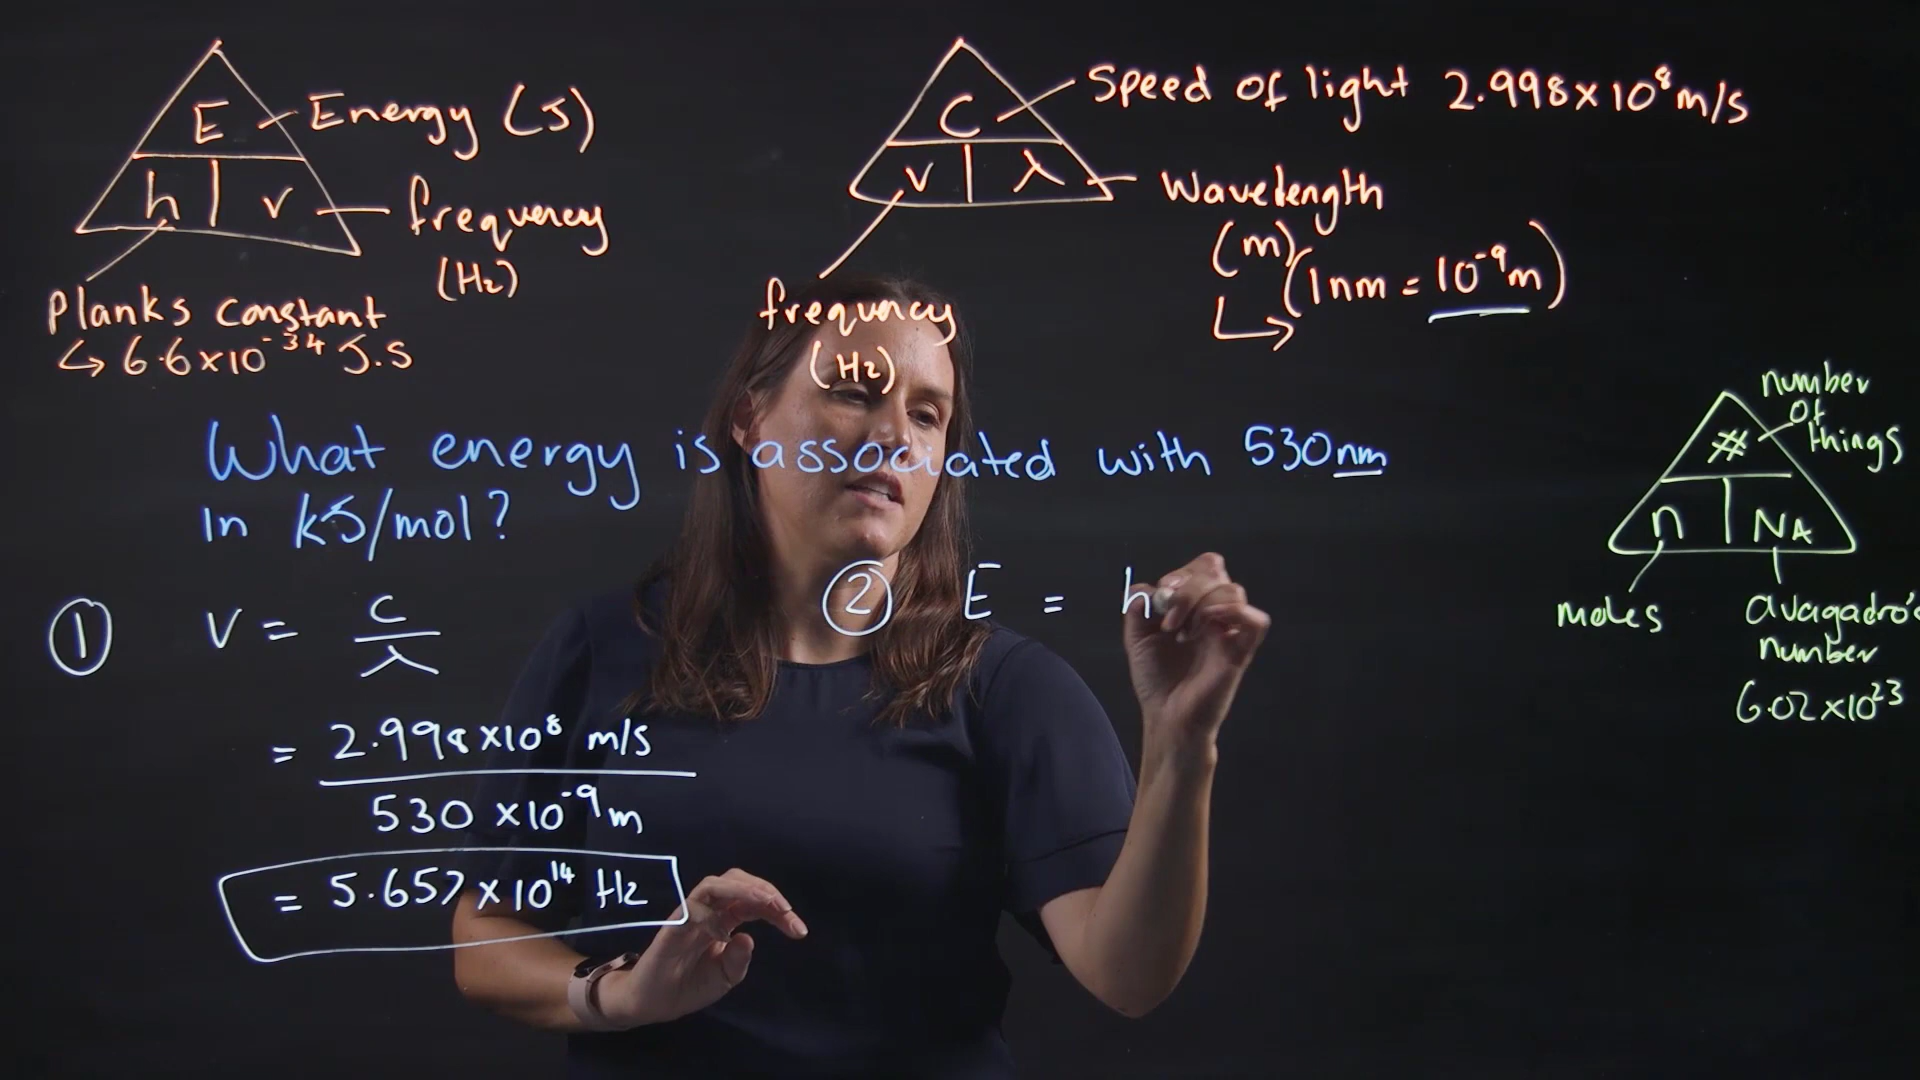 E — Energy (J)
h | v — frequency
(Hz)
Planks constant
↳ 6.6×10⁻³⁴ J.S
C — Speed of light 2.998×10⁸ m/s
v | λ — Wavelength
(m)
↳ (1nm = 10⁻⁹m)
frequency
(Hz)
What energy is associated with 530nm
in kJ/mol?
number
of
things
#
n | NA
moles
avagadro's
number
6.02×10²³
① v = c/λ
= 2.998×10⁸ m/s
530 ×10⁻⁹m
= 5.657×10¹⁴ Hz
② E = h